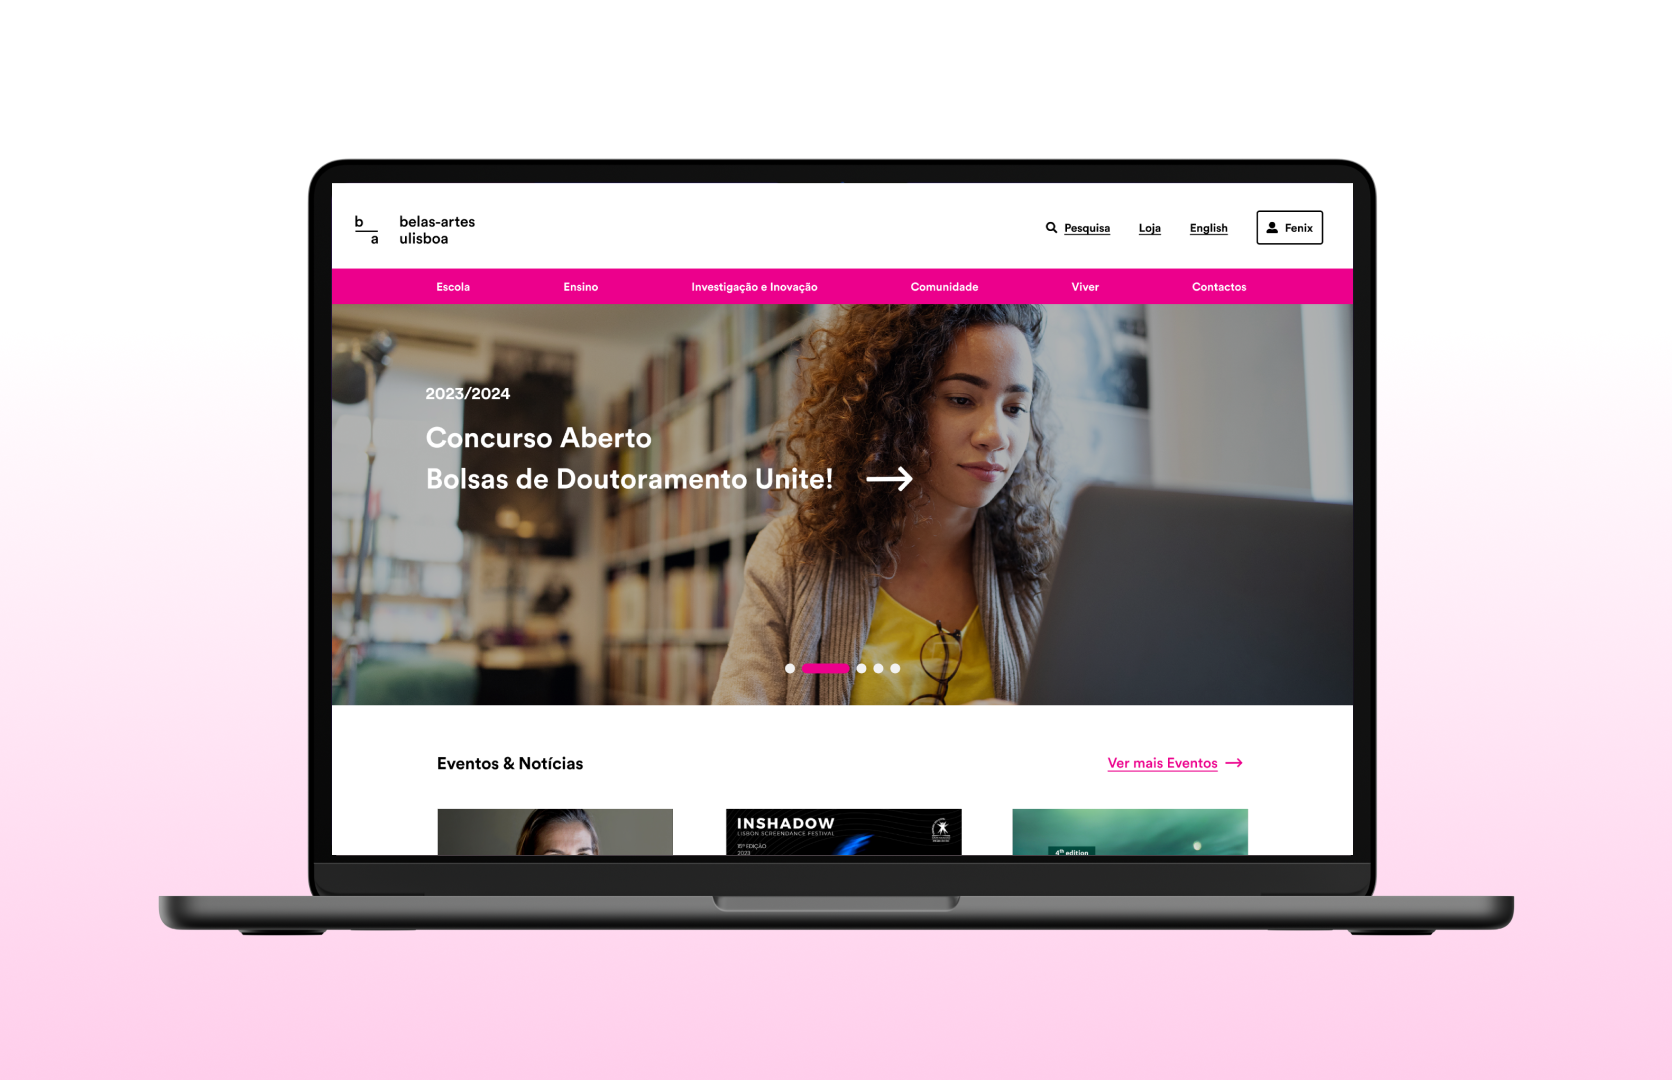 b
a
belas-artes
ulisboa
Pesquisa
Loja
English
Fenix
Escola
Ensino
Investigação e Inovação
Comunidade
Viver
Contactos
2023/2024
Concurso Aberto
Bolsas de Doutoramento Unite!
Eventos & Notícias
Ver mais Eventos
INSHADOW
LISBON SCREENDANCE FESTIVAL
15ª EDIÇÃO
2023
4th edition